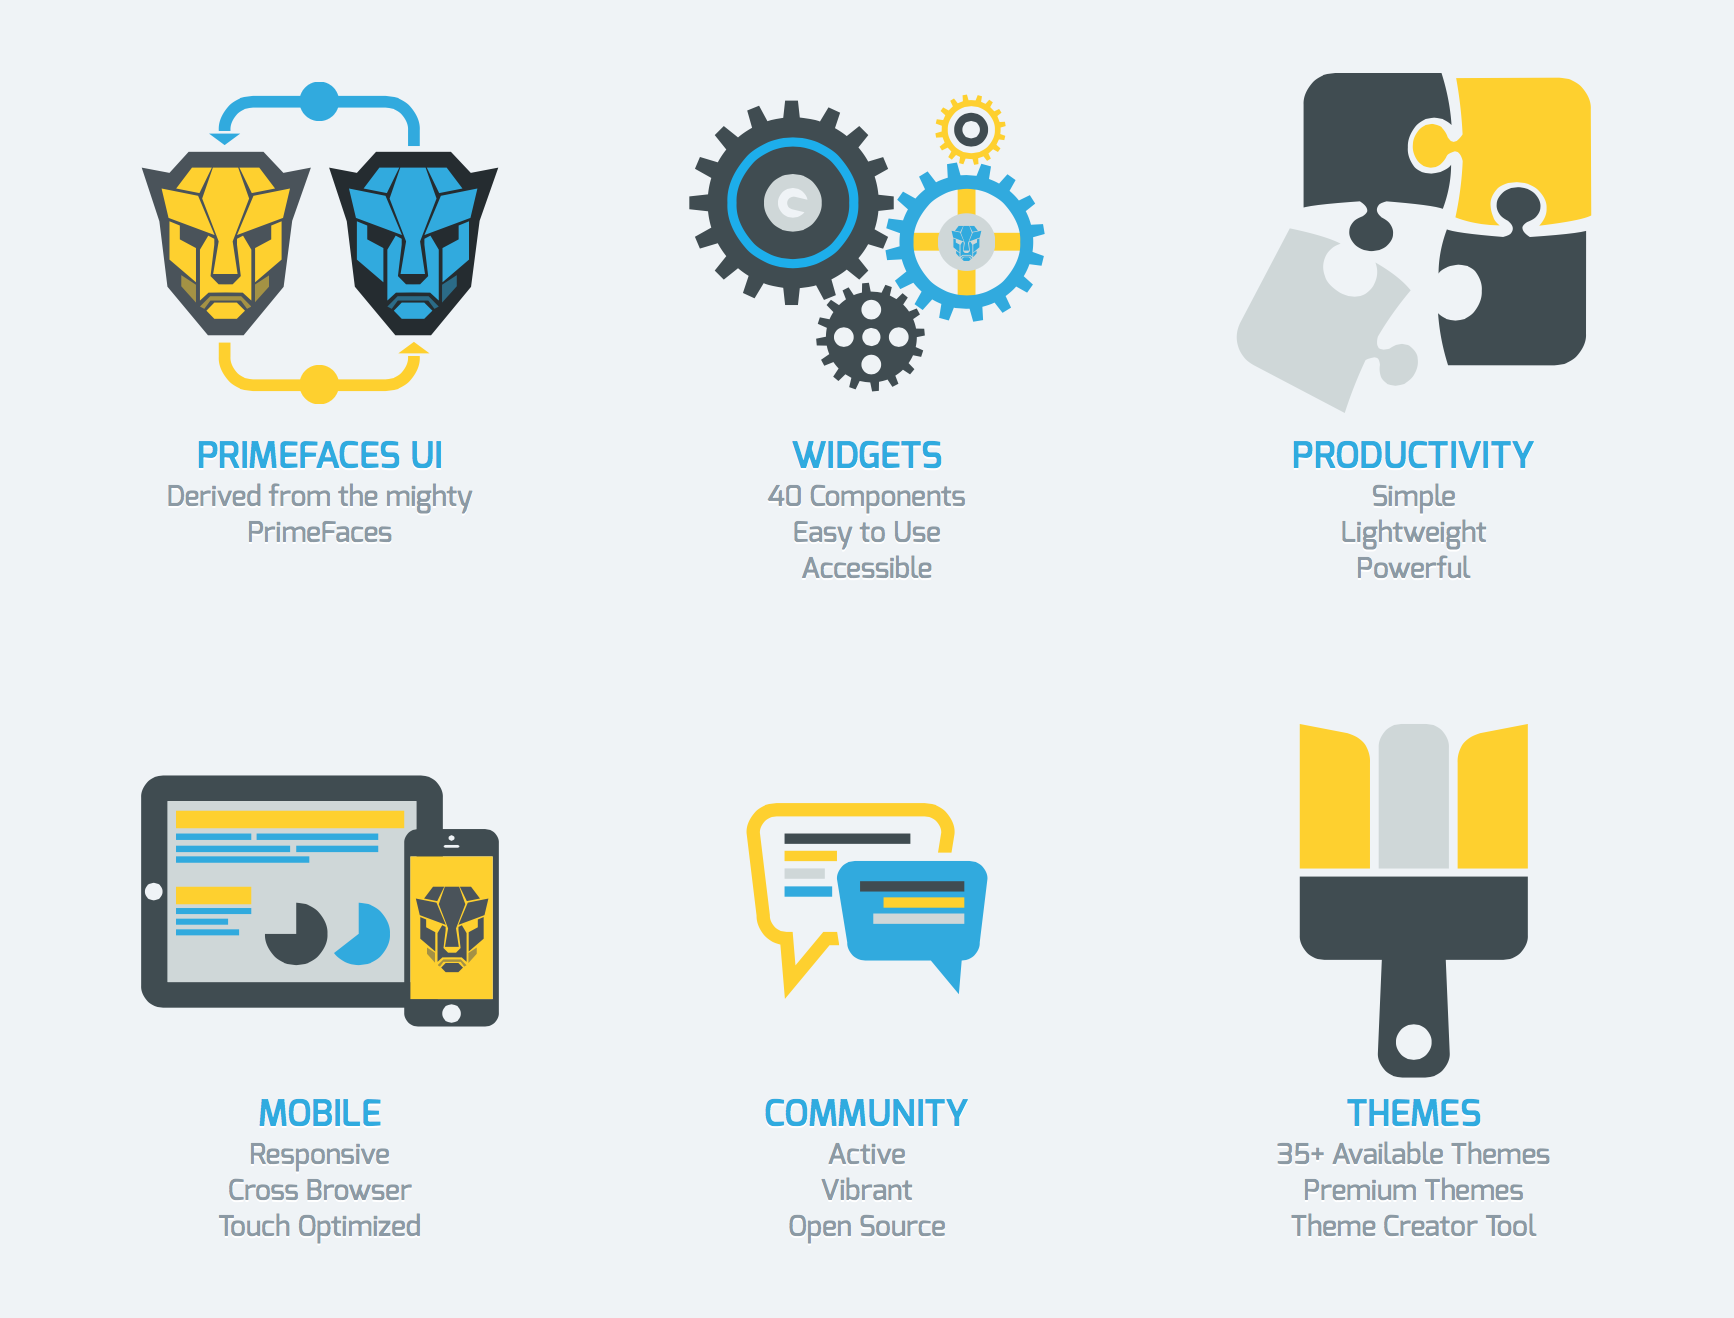 PRIMEFACES UI
Derived from the mighty
PrimeFaces
WIDGETS
40 Components
Easy to Use
Accessible
PRODUCTIVITY
Simple
Lightweight
Powerful
MOBILE
Responsive
Cross Browser
Touch Optimized
COMMUNITY
Active
Vibrant
Open Source
THEMES
35+ Available Themes
Premium Themes
Theme Creator Tool